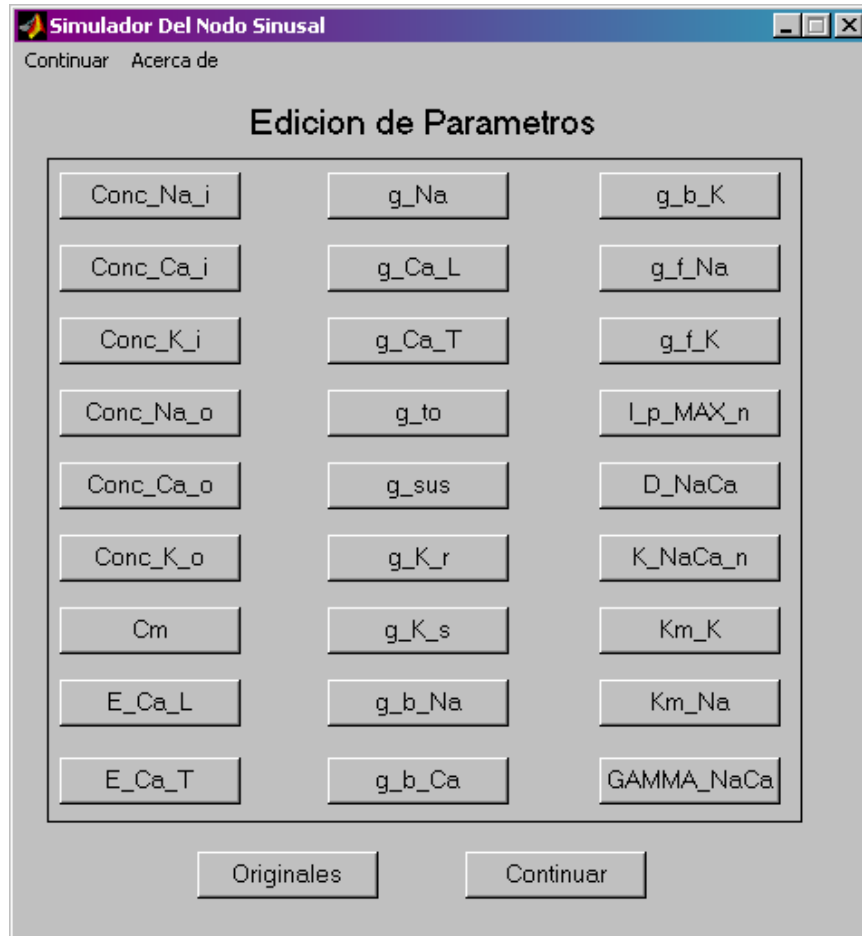 Simulador Del Nodo Sinusal
Continuar Acerca de
Edicion de Parametros
Conc_Na_i g_Na g_b_K
Conc_Ca_i g_Ca_L g_f_Na
Conc_K_i g_Ca_T g_f_K
Conc_Na_o g_to I_p_MAX_n
Conc_Ca_o g_sus D_NaCa
Conc_K_o g_K_r K_NaCa_n
Cm g_K_s Km_K
E_Ca_L g_b_Na Km_Na
E_Ca_T g_b_Ca GAMMA_NaCa
Originales Continuar